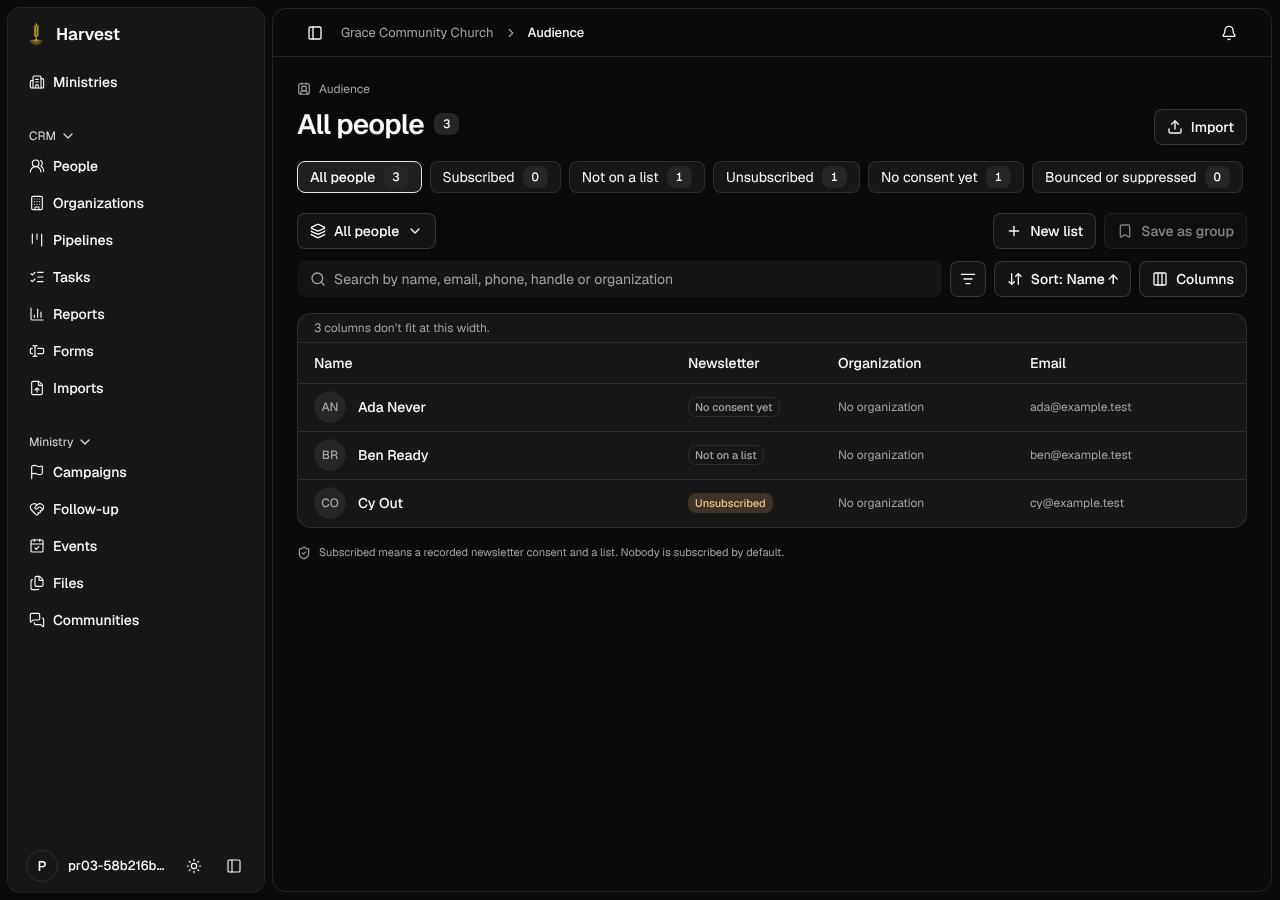 Harvest
Ministries
CRM
People
Organizations
Pipelines
Tasks
Reports
Forms
Imports
Ministry
Campaigns
Follow-up
Events
Files
Communities
P pr03-58b216b…
Grace Community Church > Audience
Audience
All people 3
Import
All people 3 Subscribed 0 Not on a list 1 Unsubscribed 1 No consent yet 1 Bounced or suppressed 0
All people New list Save as group
Search by name, email, phone, handle or organization Sort: Name ↑ Columns
3 columns don’t fit at this width.
Name Newsletter Organization Email
AN Ada Never No consent yet No organization ada@example.test
BR Ben Ready Not on a list No organization ben@example.test
CO Cy Out Unsubscribed No organization cy@example.test
Subscribed means a recorded newsletter consent and a list. Nobody is subscribed by default.